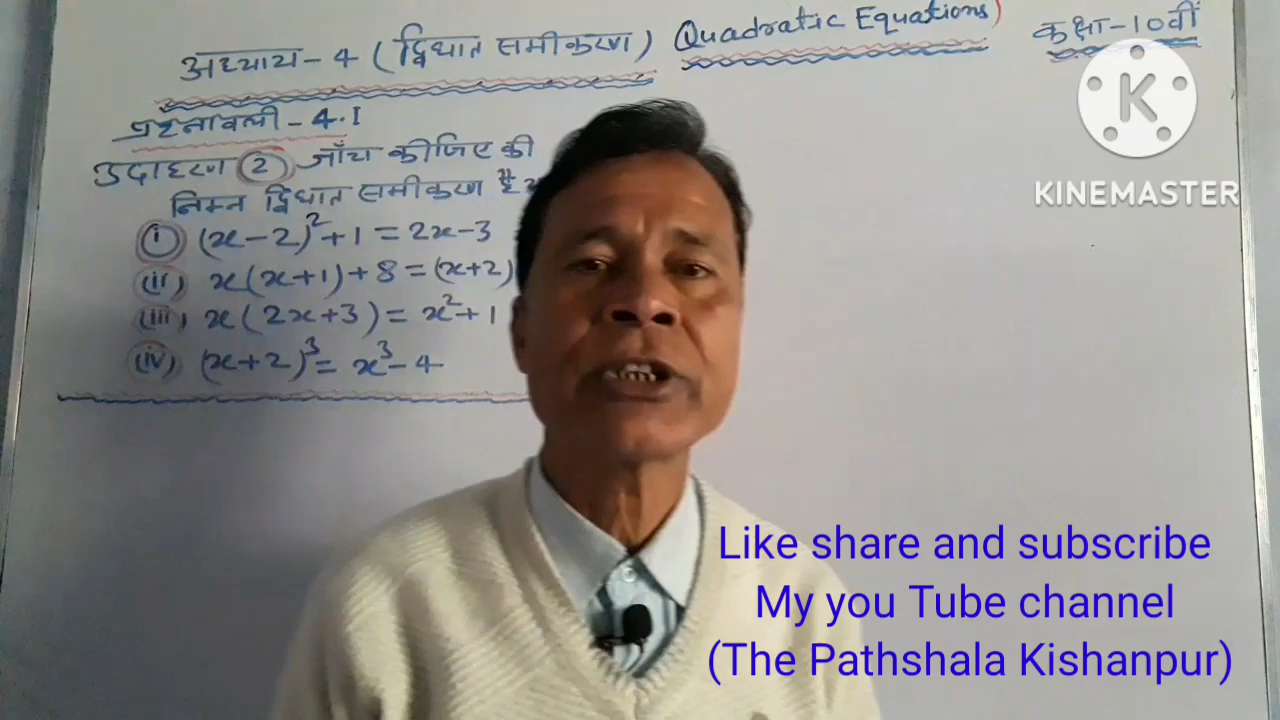 अध्याय-4 (द्विघात समीकरण) Quadratic Equations) कक्षा-10वीं
प्रश्नावली-4.1
उदाहरण (2) जाँच कीजिए की
निम्न द्विघात समीकरण हैं
(i) (x-2)²+1=2x-3
(ii) x(x+1)+8=(x+2)
(iii) x(2x+3)=x²+1
(iv) (x+2)³=x³-4
K
KINEMASTER
Like share and subscribe
My you Tube channel
(The Pathshala Kishanpur)